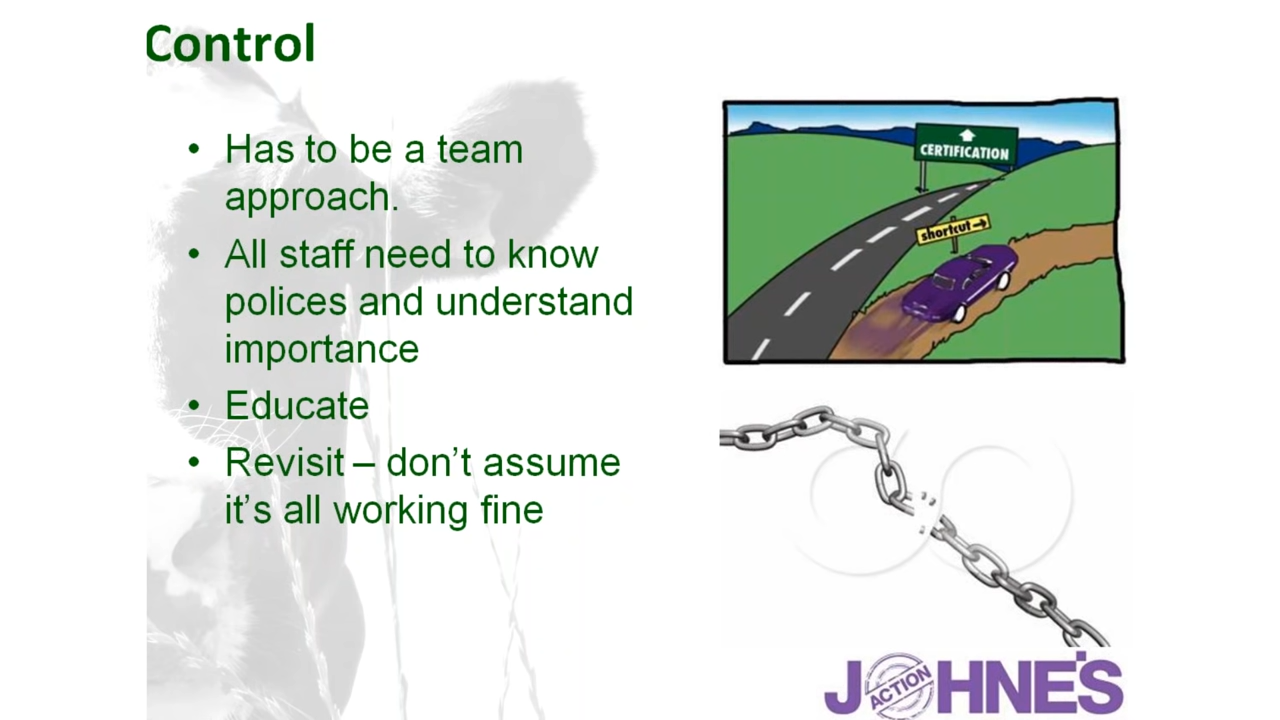 Control
• Has to be a team
approach.
• All staff need to know
polices and understand
importance
• Educate
• Revisit – don’t assume
it’s all working fine
CERTIFICATION
shortcut
JOHNE'S
ACTION